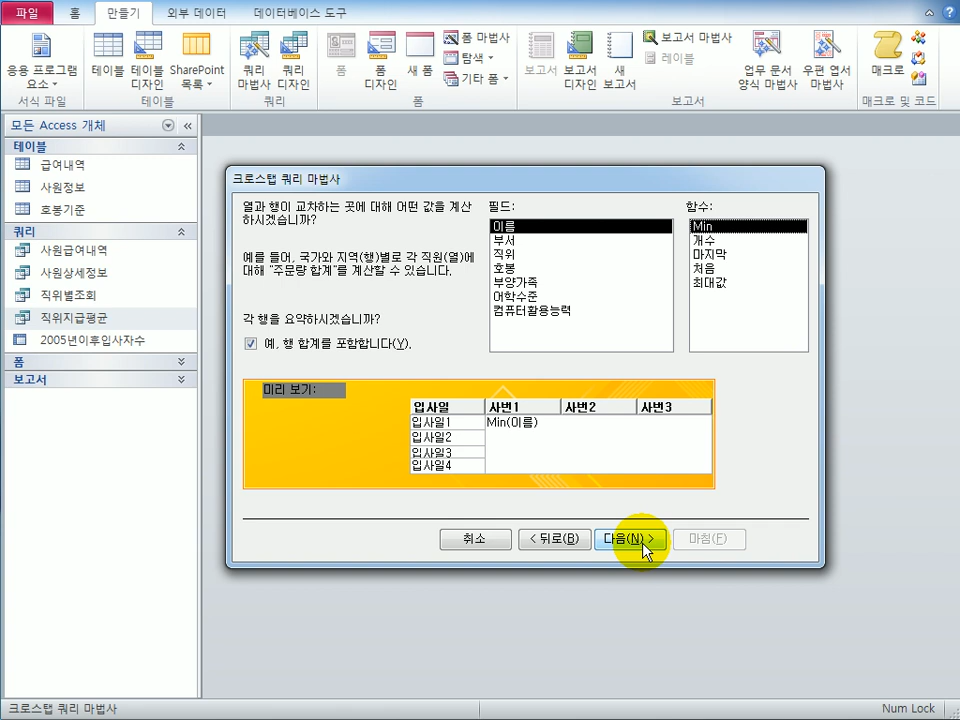 파일 홈 만들기 외부 데이터 데이터베이스 도구
응용 프로그램 요소
서식 파일
테이블
테이블 디자인
SharePoint 목록
테이블
쿼리 마법사
쿼리 디자인
쿼리
폼
폼 디자인
새 폼
폼 마법사
탐색
기타 폼
폼
보고서
보고서 디자인
새 보고서
보고서 마법사
레이블
업무 문서 양식 마법사
우편 엽서 마법사
보고서
매크로
매크로 및 코드
모든 Access 개체
테이블
급여내역
사원정보
호봉기준
쿼리
사원급여내역
사원상세정보
직위별조회
직위지급평균
2005년이후입사자수
폼
보고서
크로스탭 쿼리 마법사
열과 행이 교차하는 곳에 대해 어떤 값을 계산
하시겠습니까?
예를 들어, 국가와 지역(행)별로 각 직원(열)에
대해 "주문량 합계"를 계산할 수 있습니다.
각 행을 요약하시겠습니까?
예, 행 합계를 포함합니다(Y).
필드:
이름
부서
직위
호봉
부양가족
어학수준
컴퓨터활용능력
함수:
Min
개수
마지막
처음
최대값
미리 보기:
입사일 사번1 사번2 사번3
입사일1 Min(이름)
입사일2
입사일3
입사일4
취소 < 뒤로(B) 다음(N) > 마침(F)
크로스탭 쿼리 마법사 Num Lock